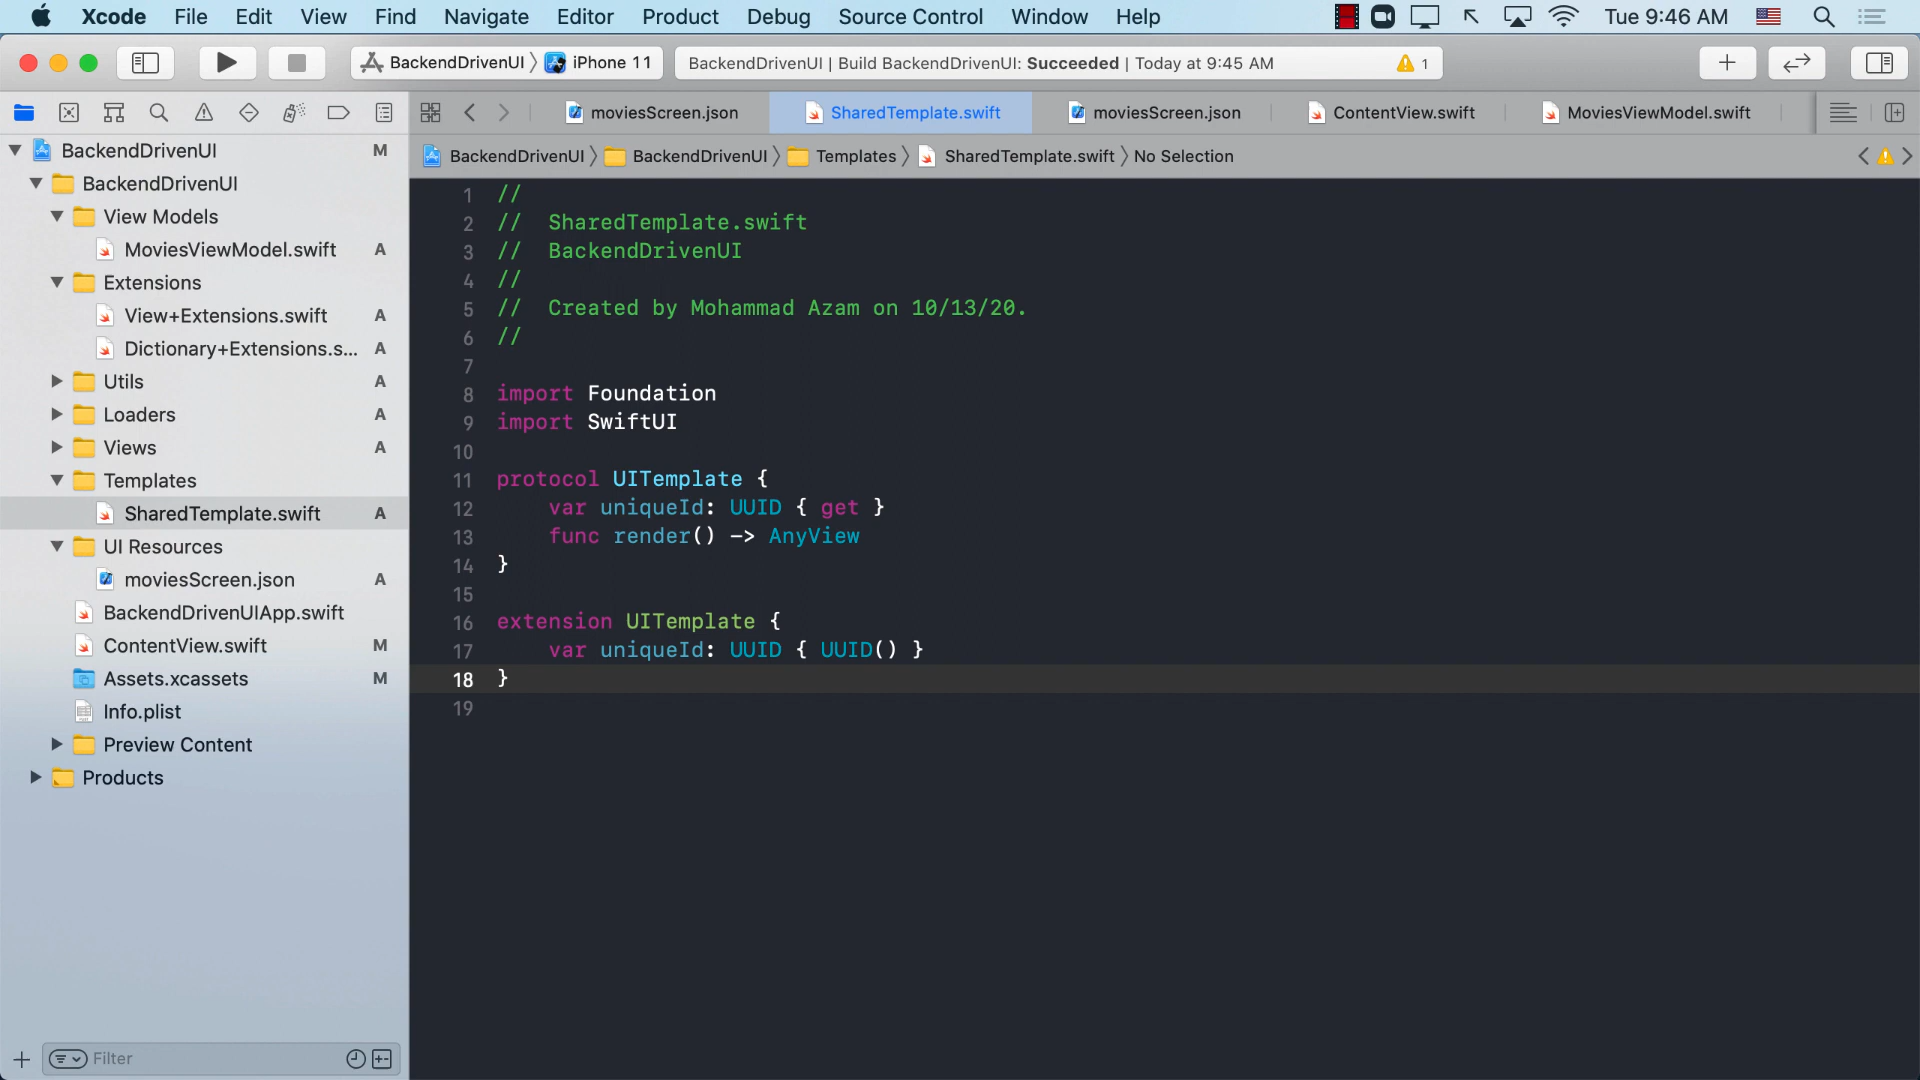 Xcode File Edit View Find Navigate Editor Product Debug Source Control Window Help Tue 9:46 AM
BackendDrivenUI 〉 iPhone 11 BackendDrivenUI | Build BackendDrivenUI: Succeeded | Today at 9:45 AM 1
moviesScreen.json SharedTemplate.swift moviesScreen.json ContentView.swift MoviesViewModel.swift
BackendDrivenUI 〉 BackendDrivenUI 〉 Templates 〉 SharedTemplate.swift 〉 No Selection
BackendDrivenUI M
BackendDrivenUI
View Models
MoviesViewModel.swift A
Extensions
View+Extensions.swift A
Dictionary+Extensions.s... A
Utils A
Loaders A
Views A
Templates
SharedTemplate.swift A
UI Resources
moviesScreen.json A
BackendDrivenUIApp.swift
ContentView.swift M
Assets.xcassets M
Info.plist
Preview Content
Products
Filter
1 //
2 //  SharedTemplate.swift
3 //  BackendDrivenUI
4 //
5 //  Created by Mohammad Azam on 10/13/20.
6 //
7
8 import Foundation
9 import SwiftUI
10
11 protocol UITemplate {
12     var uniqueId: UUID { get }
13     func render() -> AnyView
14 }
15
16 extension UITemplate {
17     var uniqueId: UUID { UUID() }
18 }
19